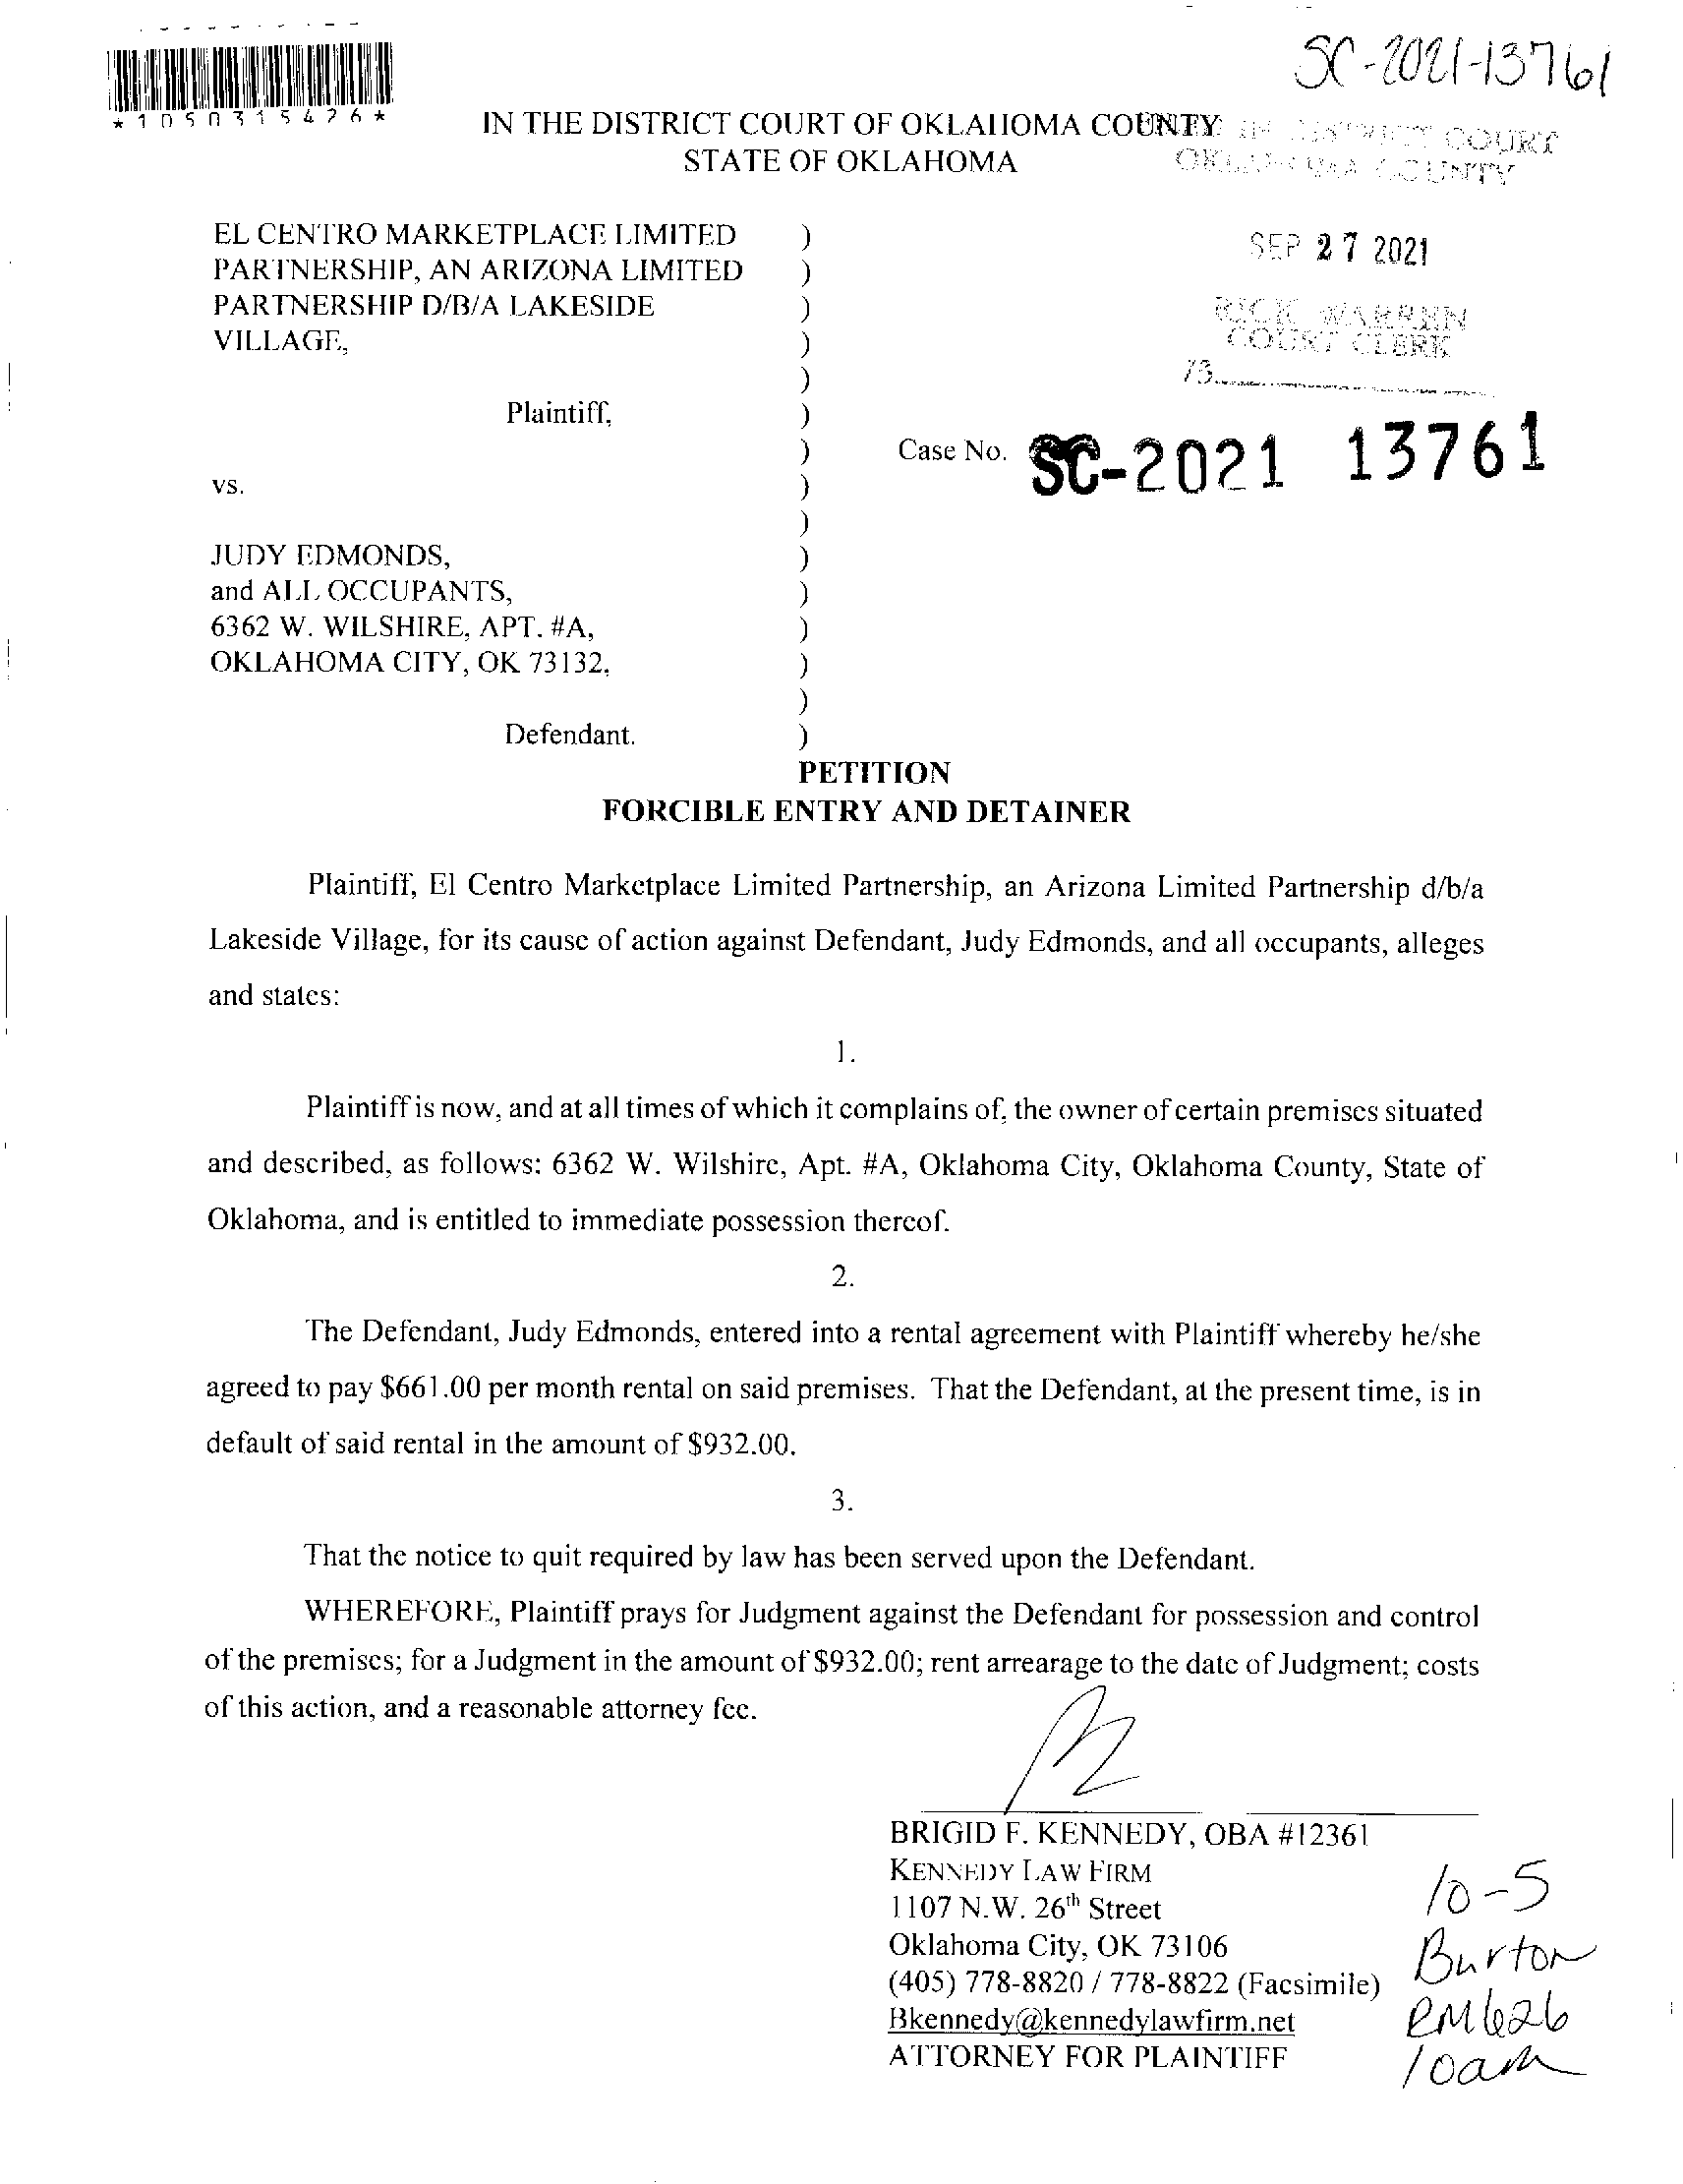 SC-2021-13761
*1050315426*
IN THE DISTRICT COURT OF OKLAHOMA COUNTY
STATE OF OKLAHOMA
IN DISTRICT COURT
OKLAHOMA COUNTY
SEP 27 2021
RICK WARREN
COURT CLERK
73
EL CENTRO MARKETPLACE LIMITED )
PARTNERSHIP, AN ARIZONA LIMITED )
PARTNERSHIP D/B/A LAKESIDE )
VILLAGE, )
)
Plaintiff, )
) Case No. SC-2021 13761
vs. )
)
JUDY EDMONDS, )
and ALL OCCUPANTS, )
6362 W. WILSHIRE, APT. #A, )
OKLAHOMA CITY, OK 73132, )
)
Defendant. )
PETITION
FORCIBLE ENTRY AND DETAINER
Plaintiff, El Centro Marketplace Limited Partnership, an Arizona Limited Partnership d/b/a
Lakeside Village, for its cause of action against Defendant, Judy Edmonds, and all occupants, alleges
and states:
1.
Plaintiff is now, and at all times of which it complains of, the owner of certain premises situated
and described, as follows: 6362 W. Wilshire, Apt. #A, Oklahoma City, Oklahoma County, State of
Oklahoma, and is entitled to immediate possession thereof.
2.
The Defendant, Judy Edmonds, entered into a rental agreement with Plaintiff whereby he/she
agreed to pay $661.00 per month rental on said premises. That the Defendant, at the present time, is in
default of said rental in the amount of $932.00.
3.
That the notice to quit required by law has been served upon the Defendant.
WHEREFORE, Plaintiff prays for Judgment against the Defendant for possession and control
of the premises; for a Judgment in the amount of $932.00; rent arrearage to the date of Judgment; costs
of this action, and a reasonable attorney fee.
BRIGID F. KENNEDY, OBA #12361
KENNEDY LAW FIRM
1107 N.W. 26th Street
Oklahoma City, OK 73106
(405) 778-8820 / 778-8822 (Facsimile)
Bkennedy@kennedylawfirm.net
ATTORNEY FOR PLAINTIFF
10-5
Burton
RM626
10am